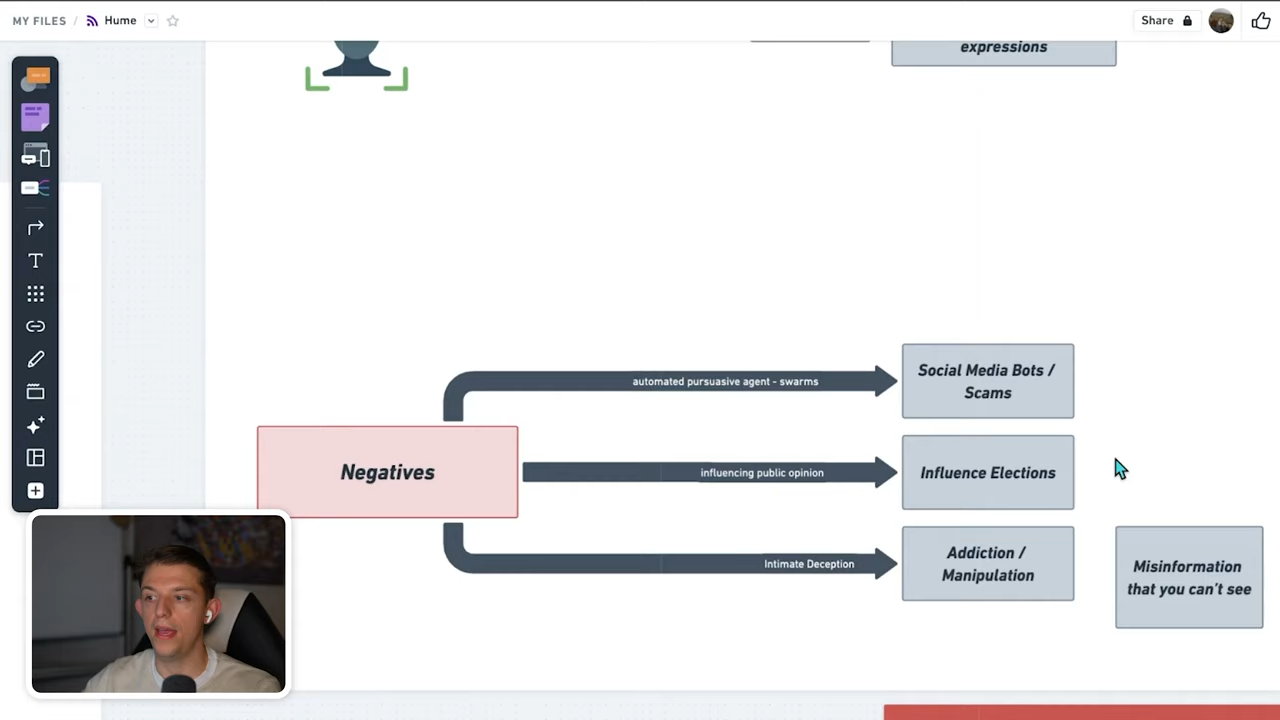 MY FILES / Hume
Share
expressions
automated pursuasive agent - swarms
Social Media Bots /
Scams
Negatives
influencing public opinion
Influence Elections
Intimate Deception
Addiction /
Manipulation
Misinformation
that you can't see